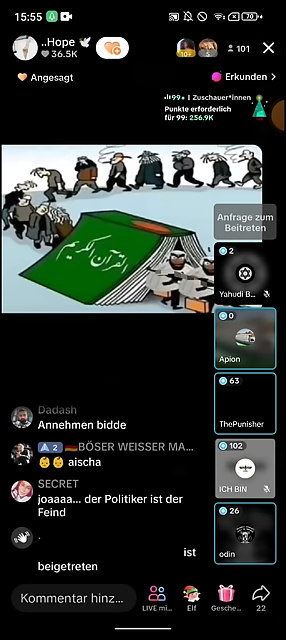 15:55
70
..Hope 🕊
36.5K
10+
101
Angesagt
Erkunden >
99+ | Zuschauer*innen
Punkte erforderlich
für 99: 256.9K
القرآن الكريم
Anfrage zum
Beitreten
2
Yahudi B...
0
Apion
63
ThePunisher
102
ICH BIN
26
odin
Dadash
Annehmen bidde
A 2 🇩🇪BÖSER WEISSER MA...
👶👶 aischa
SECRET
joaaaa... der Politiker ist der
Feind
.
ist
beigetreten
Kommentar hinz...
LIVE mi...
Elf
Gesche...
22